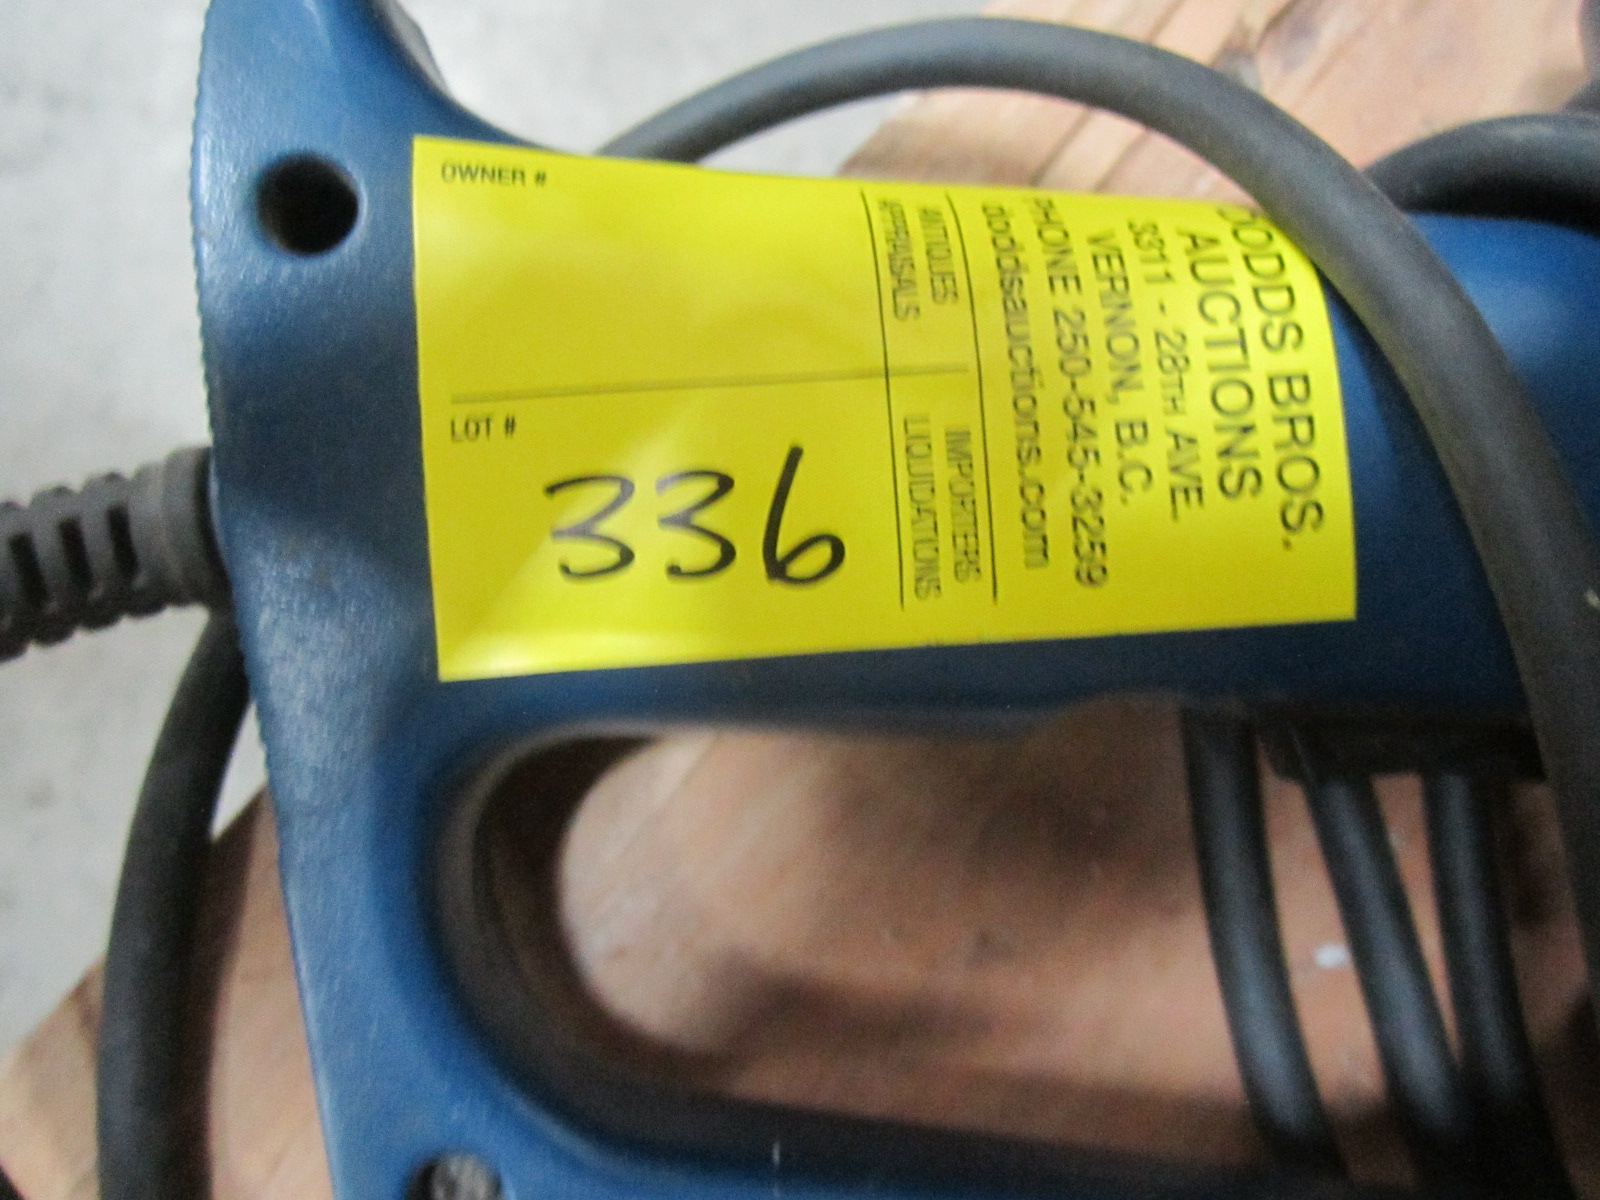 OWNER #
LOT #
336
DODDS BROS.
AUCTIONS
3311 - 28TH AVE.
VERNON, B.C.
PHONE 250-545-3259
doddsauctions.com
ANTIQUES IMPORTERS
APPRAISALS LIQUIDATIONS